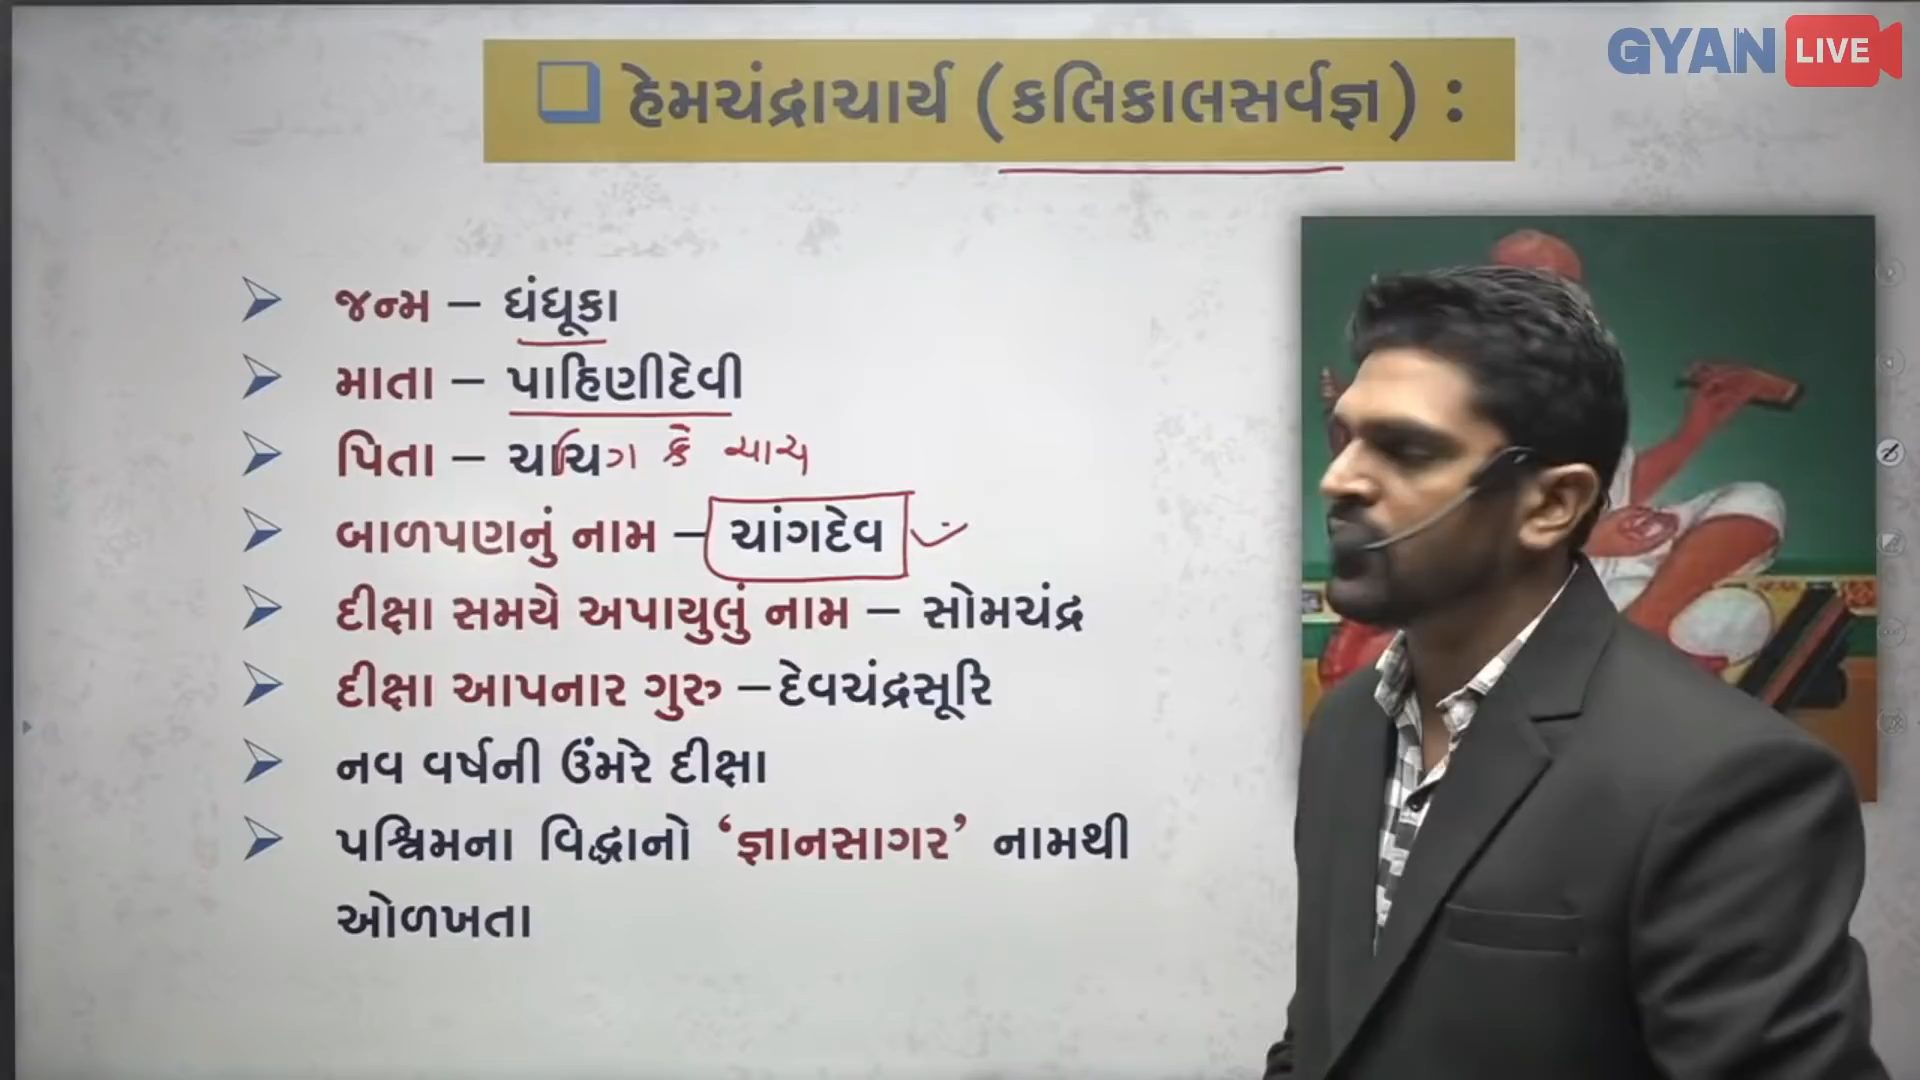 GYAN LIVE
❑ હેમચંદ્રાચાર્ય (કલિકાલસર્વજ્ઞ) :
➢ જન્મ – ધંધૂકા
➢ માતા – પાહિણીદેવી
➢ પિતા – ચાચિગ કે ચાચ
➢ બાળપણનું નામ – ચાંગદેવ
➢ દીક્ષા સમયે અપાયુલું નામ – સોમચંદ્ર
➢ દીક્ષા આપનાર ગુરુ –દેવચંદ્રસૂરિ
➢ નવ વર્ષની ઉંમરે દીક્ષા
➢ પશ્ચિમના વિદ્વાનો ‘જ્ઞાનસાગર’ નામથી
ઓળખતા